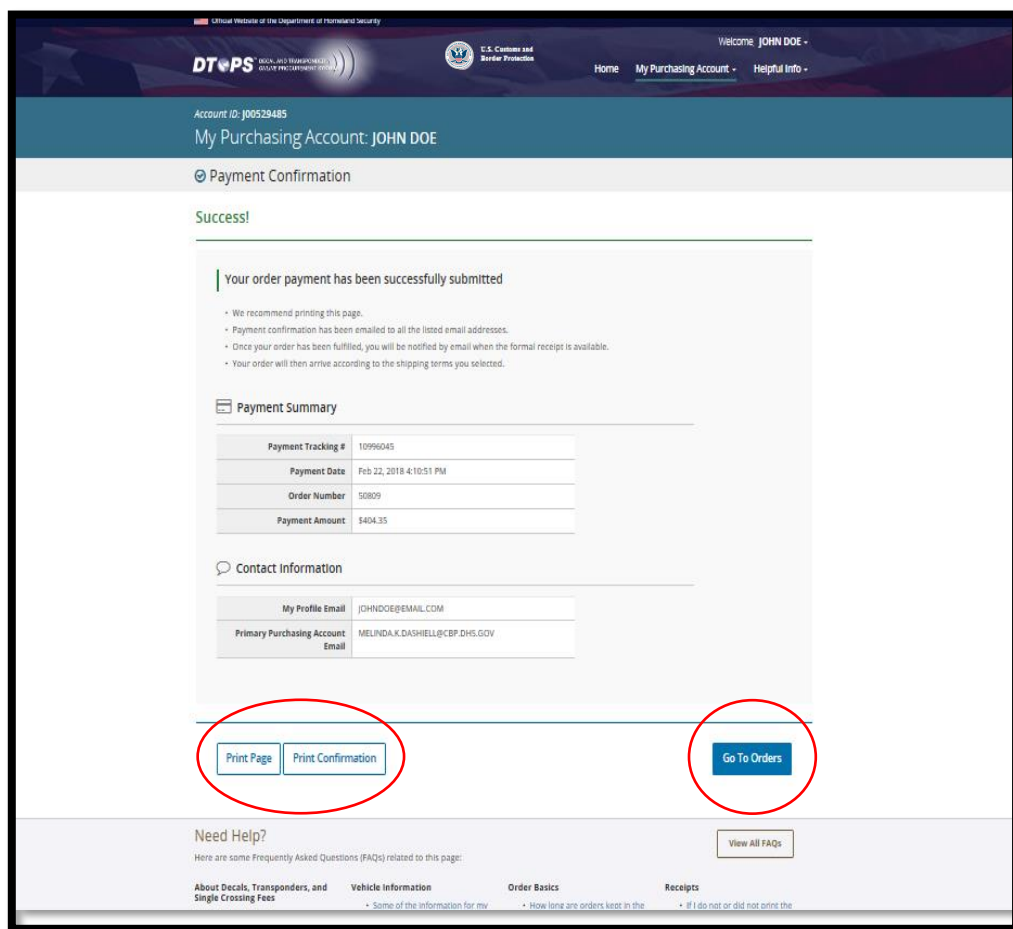 Official Website of the Department of Homeland Security
Welcome, JOHN DOE
DTOPS DECAL AND TRANSPONDER
ONLINE PROCUREMENT SYSTEM
U.S. Customs and
Border Protection
Home My Purchasing Account Helpful Info
Account ID: J00529485
My Purchasing Account: JOHN DOE
Payment Confirmation
Success!
Your order payment has been successfully submitted
• We recommend printing this page.
• Payment confirmation has been emailed to all the listed email addresses.
• Once your order has been fulfilled, you will be notified by email when the formal receipt is available.
• Your order will then arrive according to the shipping terms you selected.
Payment Summary
Payment Tracking # 10996045
Payment Date Feb 22, 2018 4:10:51 PM
Order Number 50809
Payment Amount $404.35
Contact Information
My Profile Email JOHNDOE@EMAIL.COM
Primary Purchasing Account MELINDA.K.DASHIELL@CBP.DHS.GOV
Email
Print Page Print Confirmation Go To Orders
Need Help?
View All FAQs
Here are some Frequently Asked Questions (FAQs) related to this page:
About Decals, Transponders, and Vehicle Information Order Basics Receipts
Single Crossing Fees
• Some of the information for my • How long are orders kept in the • If I do not or did not print the